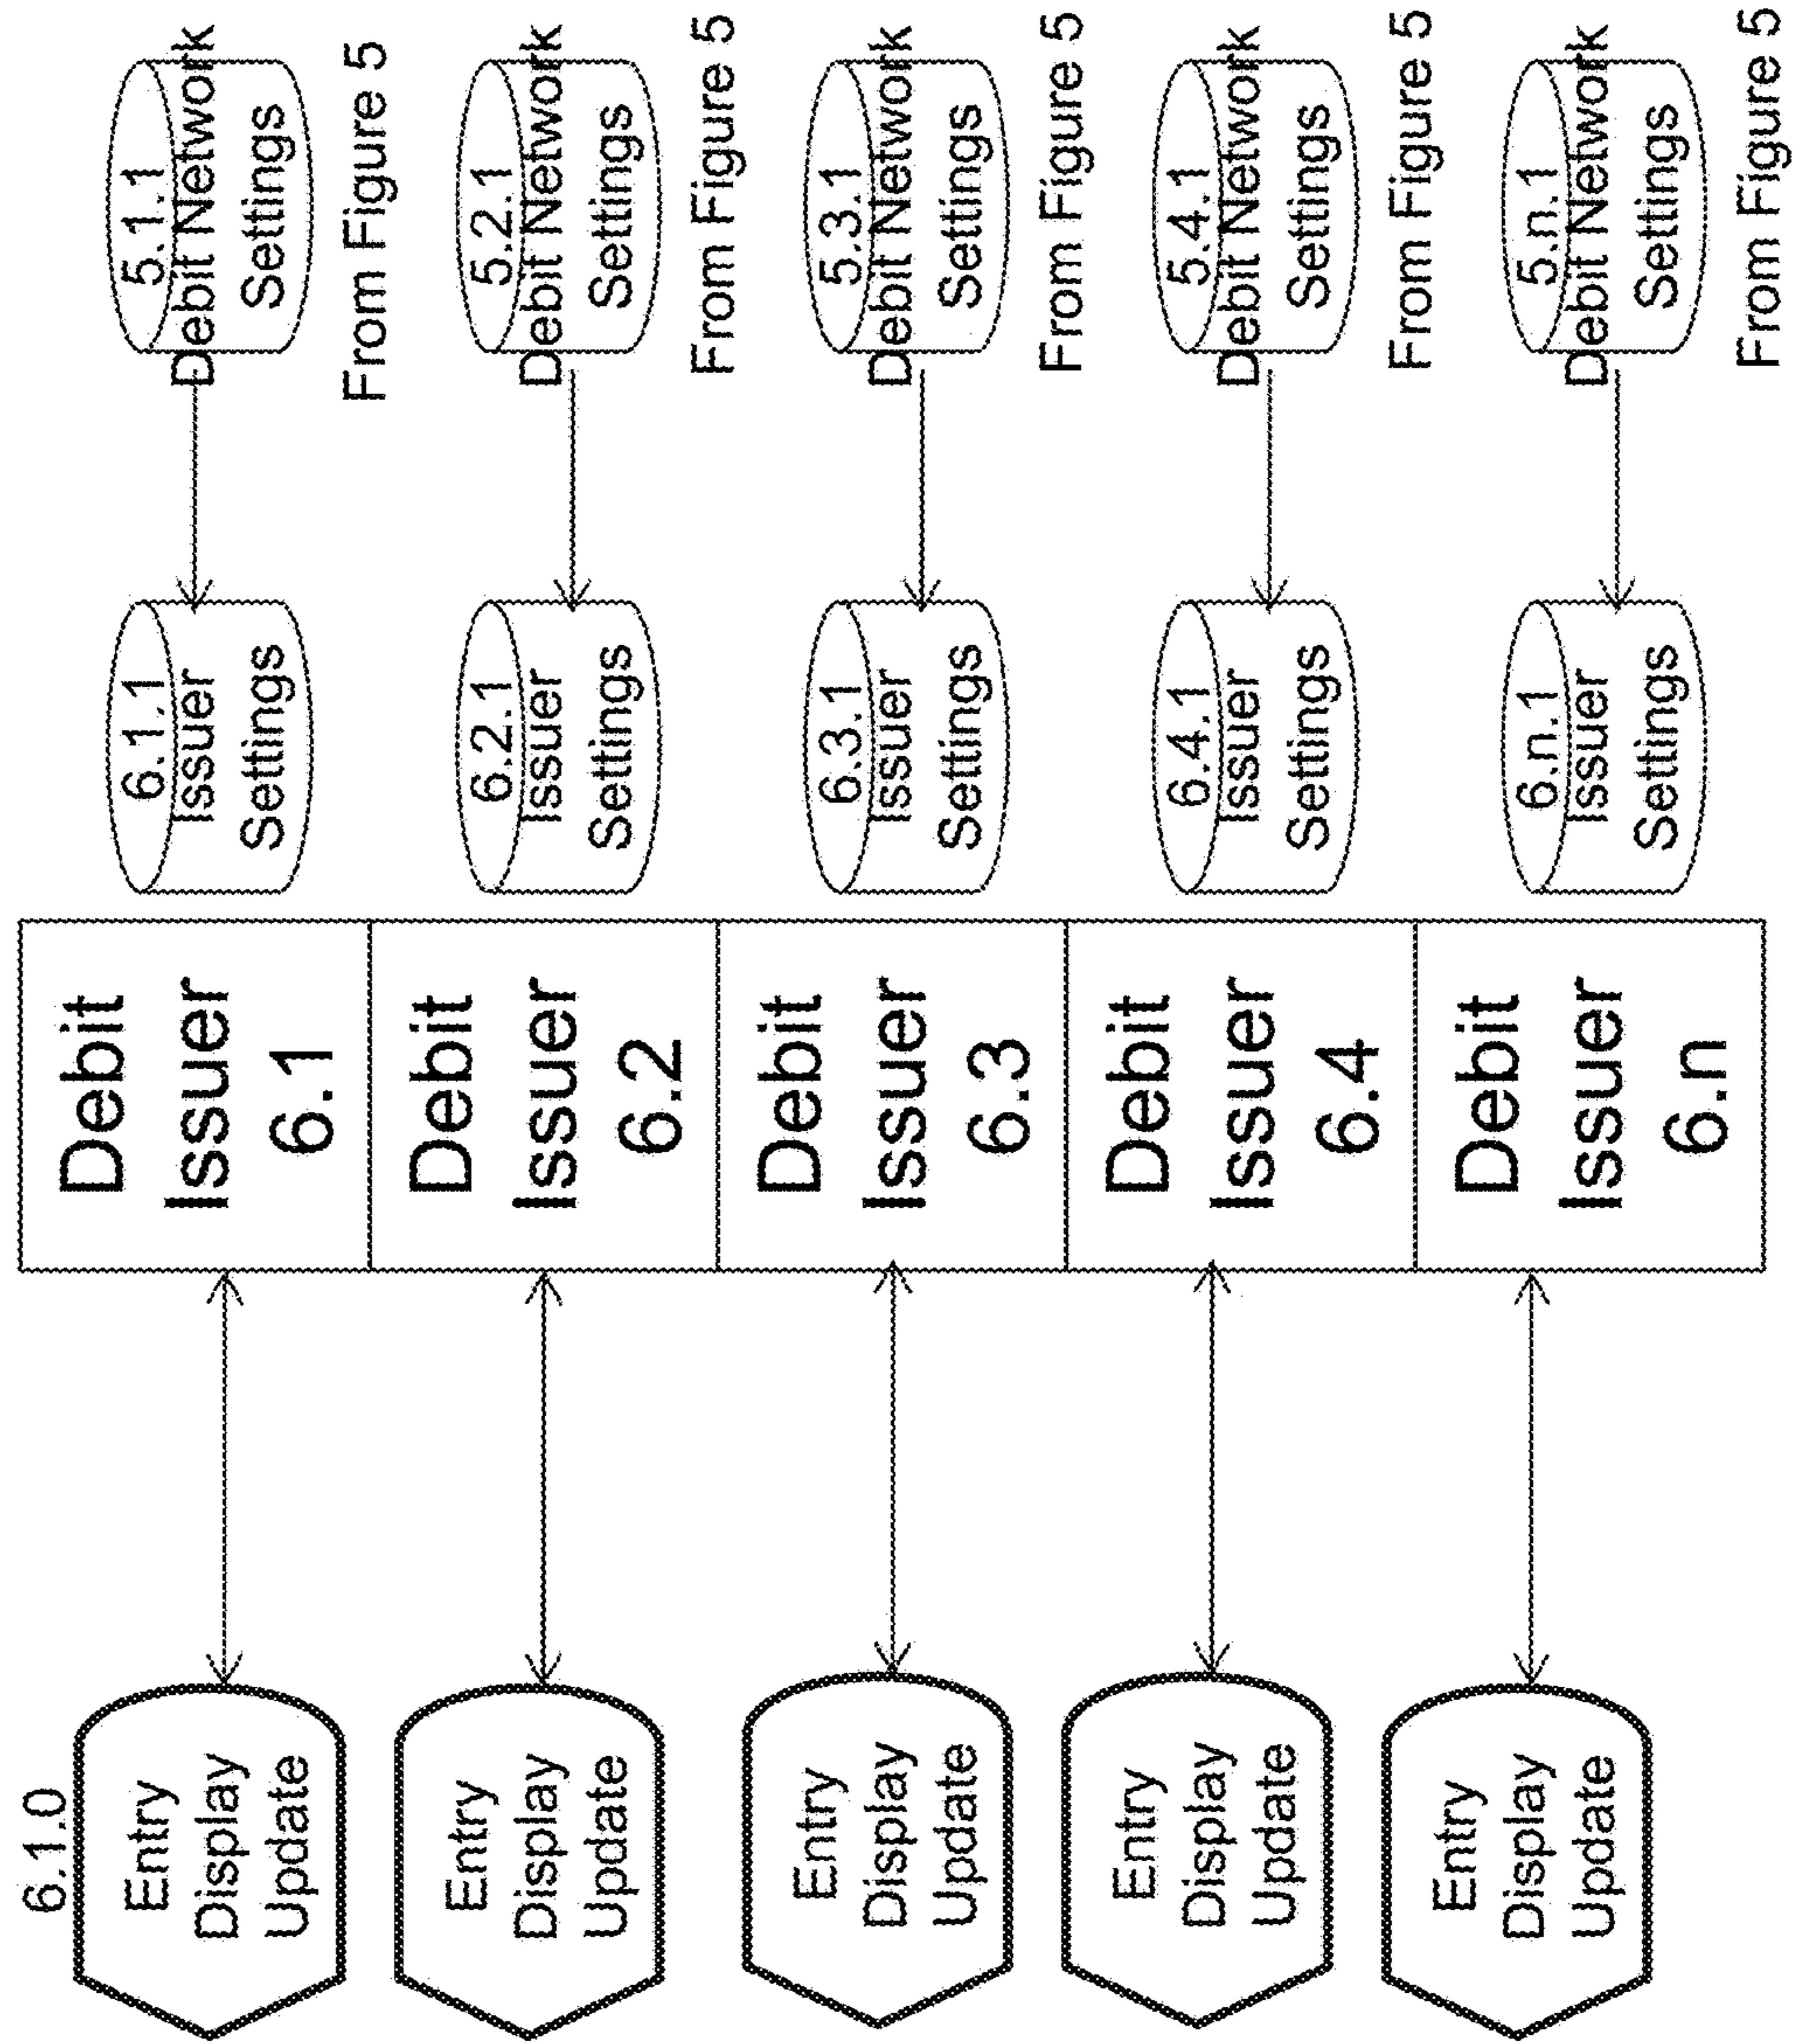 6.1.0
Entry
Display
Update
Debit
Issuer
6.1
6.1.1
Issuer
Settings
5.1.1
Debit Network
Settings
From Figure 5
Entry
Display
Update
Debit
Issuer
6.2
6.2.1
Issuer
Settings
5.2.1
Debit Network
Settings
From Figure 5
Entry
Display
Update
Debit
Issuer
6.3
6.3.1
Issuer
Settings
5.3.1
Debit Network
Settings
From Figure 5
Entry
Display
Update
Debit
Issuer
6.4
6.4.1
Issuer
Settings
5.4.1
Debit Network
Settings
From Figure 5
Entry
Display
Update
Debit
Issuer
6.n
6.n.1
Issuer
Settings
5.n.1
Debit Network
Settings
From Figure 5